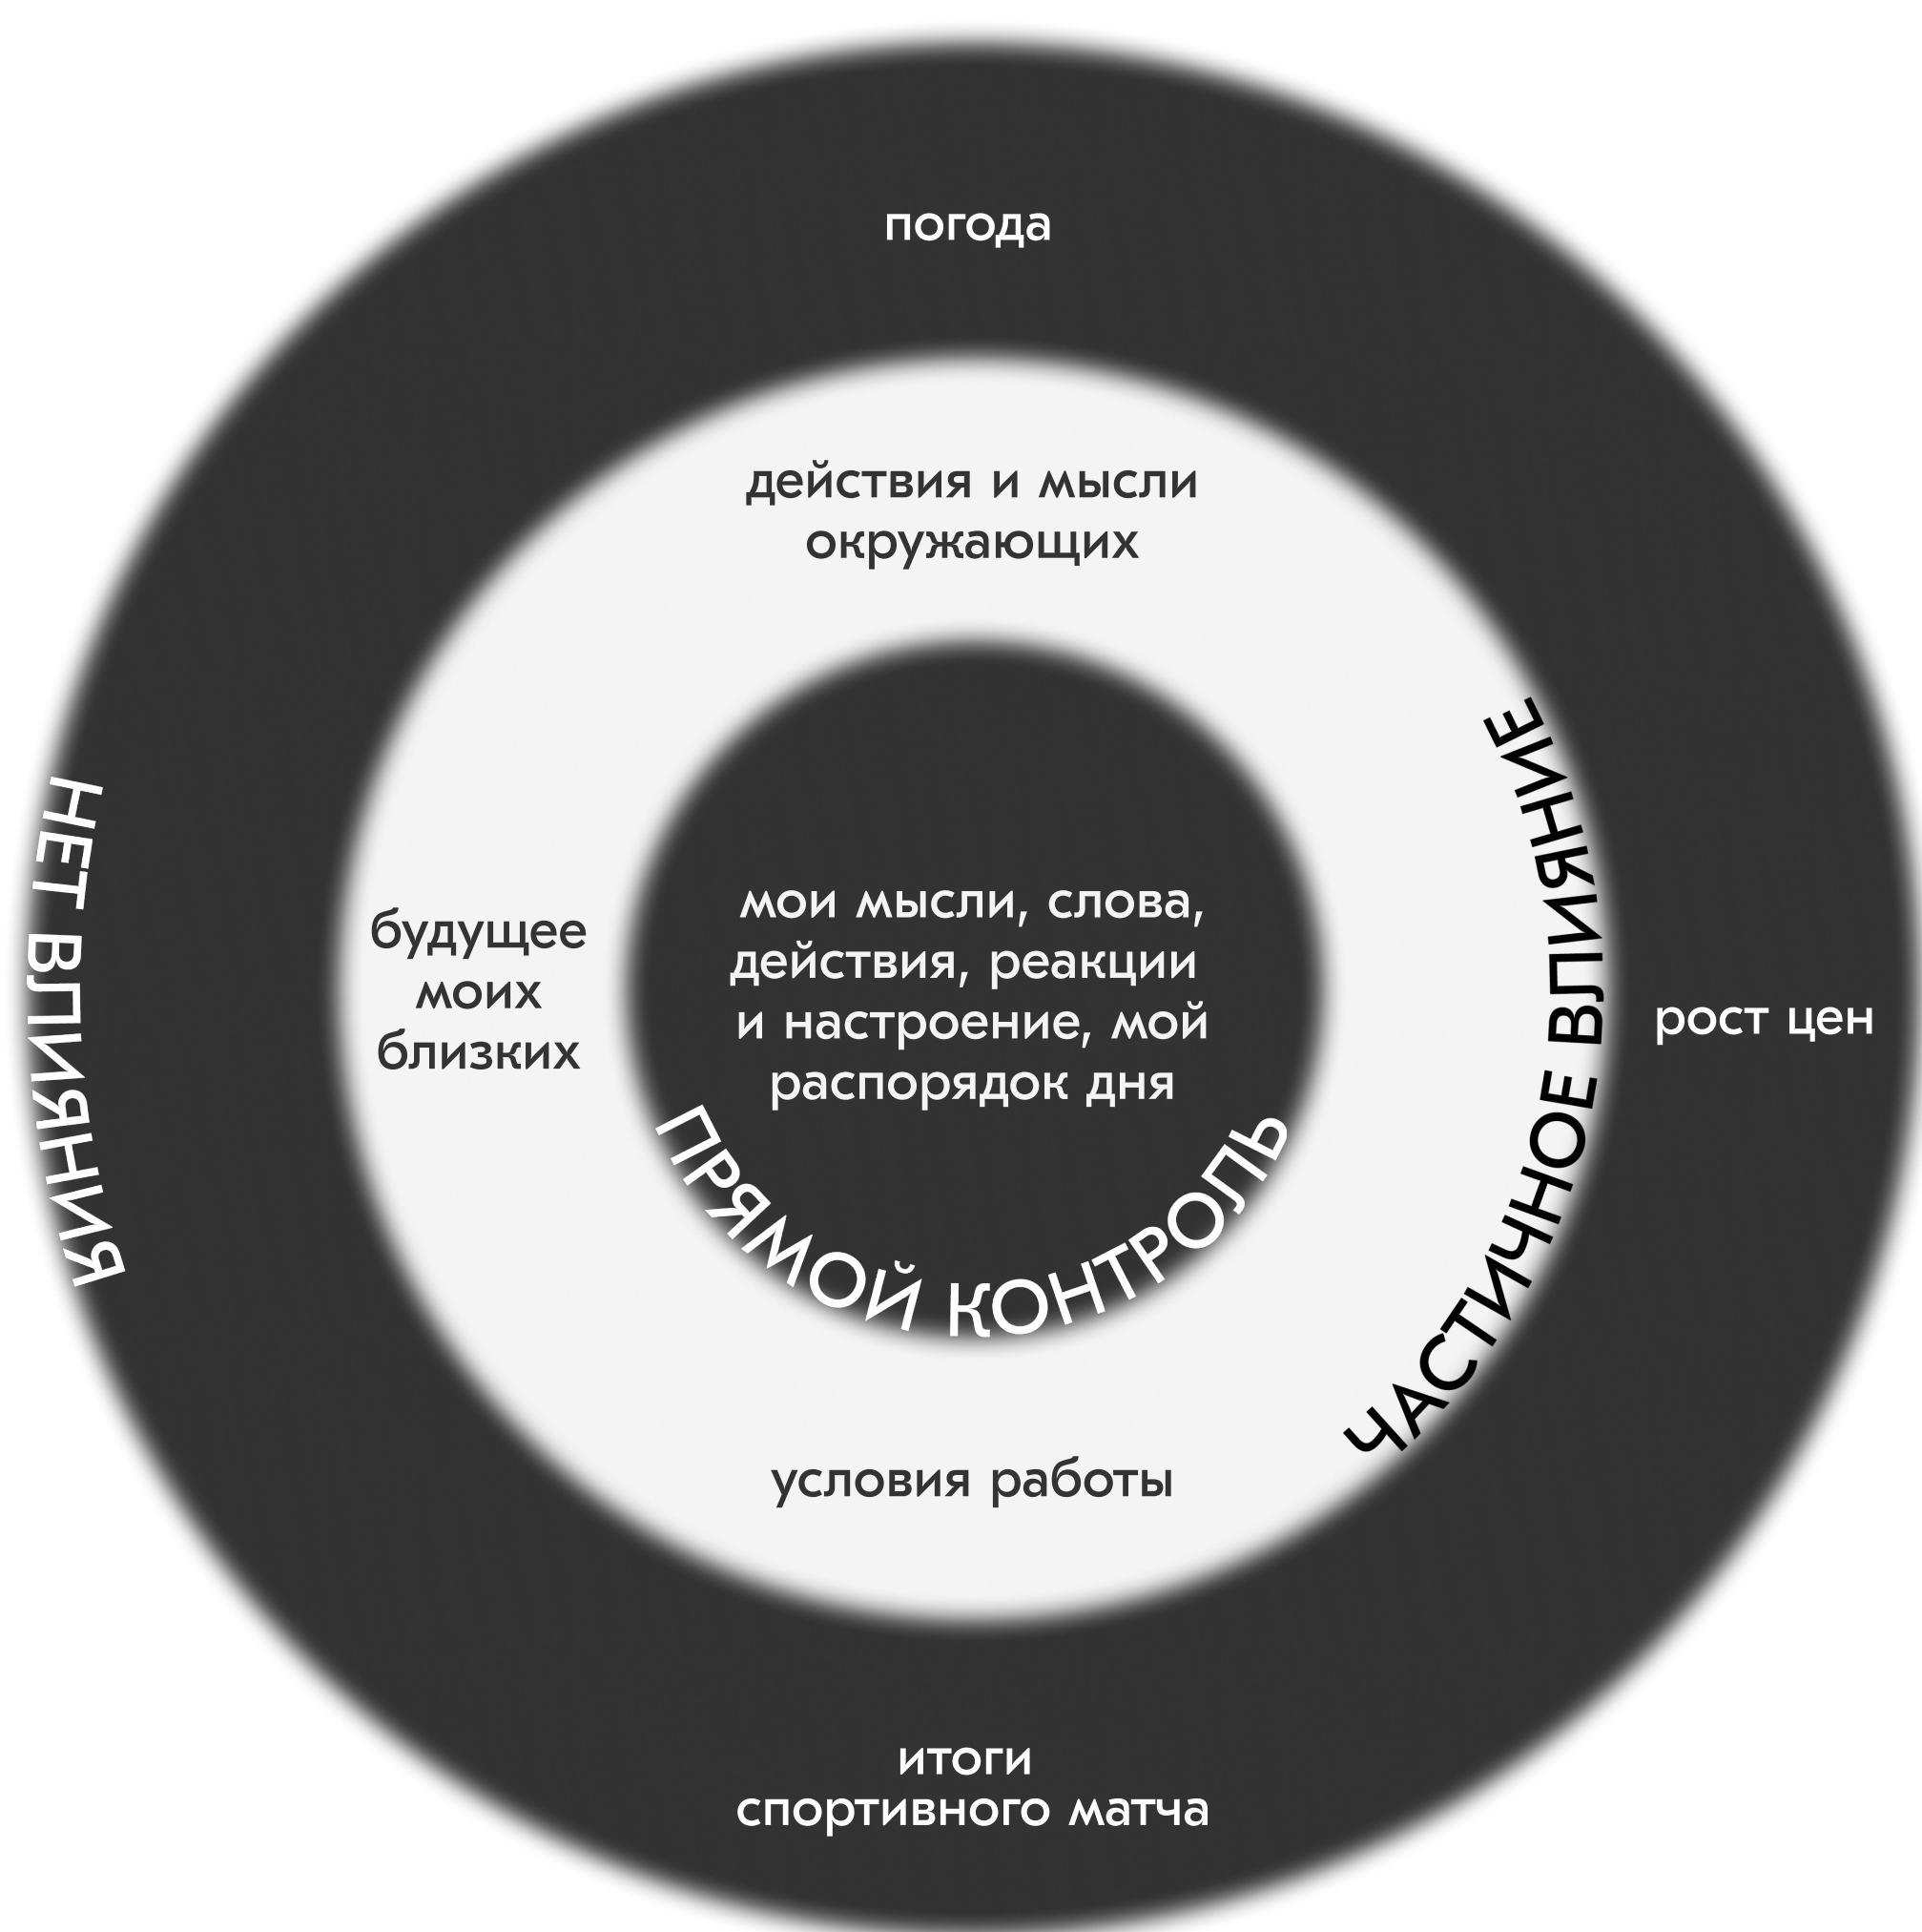 погода
действия и мысли
окружающих
НЕТ ВЛИЯНИЯ
будущее
моих
близких
мои мысли, слова,
действия, реакции
и настроение, мой
распорядок дня
ПРЯМОЙ КОНТРОЛЬ
ЧАСТИЧНОЕ ВЛИЯНИЕ
рост цен
условия работы
итоги
спортивного матча